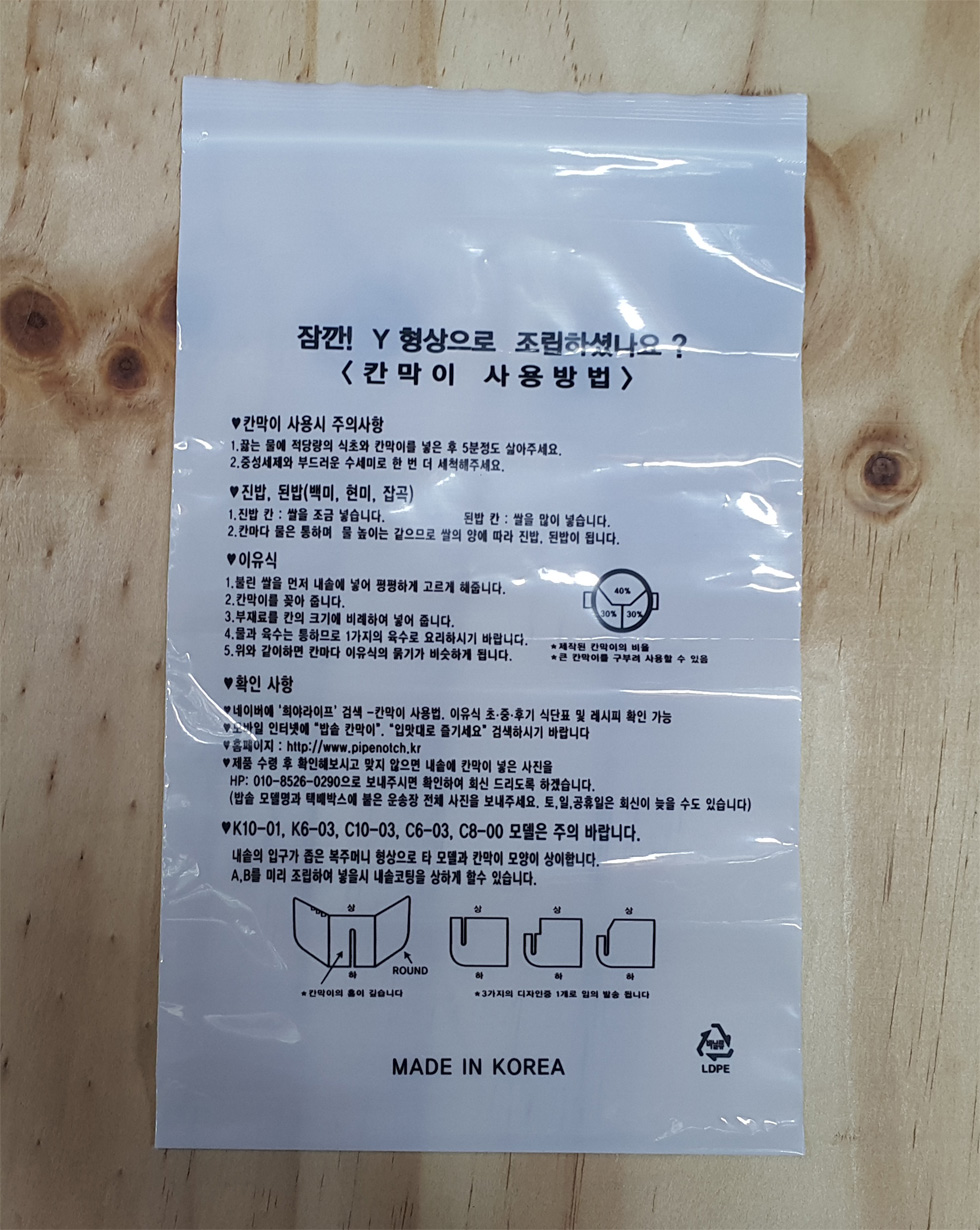 잠깐! Y 형상으로 조립하셨나요 ?
〈 칸 막 이 사 용 방 법 〉
♥칸막이 사용시 주의사항
1.끓는 물에 적당량의 식초와 칸막이를 넣은 후 5분정도 삶아주세요.
2.중성세제와 부드러운 수세미로 한 번 더 세척해주세요.
♥진밥, 된밥(백미, 현미, 잡곡)
1.진밥 칸 : 쌀을 조금 넣습니다. 된밥 칸 : 쌀을 많이 넣습니다.
2.칸마다 물은 통하며 물 높이는 같으므로 쌀의 양에 따라 진밥, 된밥이 됩니다.
♥이유식
1.불린 쌀을 먼저 내솥에 넣어 평평하게 고르게 해줍니다.
2.칸막이를 꽂아 줍니다.
3.부재료를 칸의 크기에 비례하여 넣어 줍니다.
4.물과 육수는 통하므로 1가지의 육수로 요리하시기 바랍니다.
5.위와 같이하면 칸마다 이유식의 묽기가 비슷하게 됩니다.
40%
30% 30%
*제작된 칸막이의 비율
*큰 칸막이를 구부려 사용할 수 있음
♥확인 사항
♥네이버에 '희야라이프' 검색 -칸막이 사용법. 이유식 초·중·후기 식단표 및 레시피 확인 가능
♥모바일 인터넷에 "밥솥 칸막이". "입맛대로 즐기세요" 검색하시기 바랍니다
♥홈페이지 : http://www.pipenotch.kr
♥제품 수령 후 확인해보시고 맞지 않으면 내솥에 칸막이 넣은 사진을
HP: 010-8526-0290으로 보내주시면 확인하여 회신 드리도록 하겠습니다.
(밥솥 모델명과 택배박스에 붙은 운송장 전체 사진을 보내주세요. 토,일,공휴일은 회신이 늦을 수도 있습니다)
♥K10-01, K6-03, C10-03, C6-03, C8-00 모델은 주의 바랍니다.
내솥의 입구가 좁은 복주머니 형상으로 타 모델과 칸막이 모양이 상이합니다.
A,B를 미리 조립하여 넣을시 내솥코팅을 상하게 할수 있습니다.
상 상 상 상
하 ROUND 하 하 하
*칸막이의 홈이 깊습니다 *3가지의 디자인중 1개로 임의 발송 됩니다
MADE IN KOREA
비닐류
LDPE